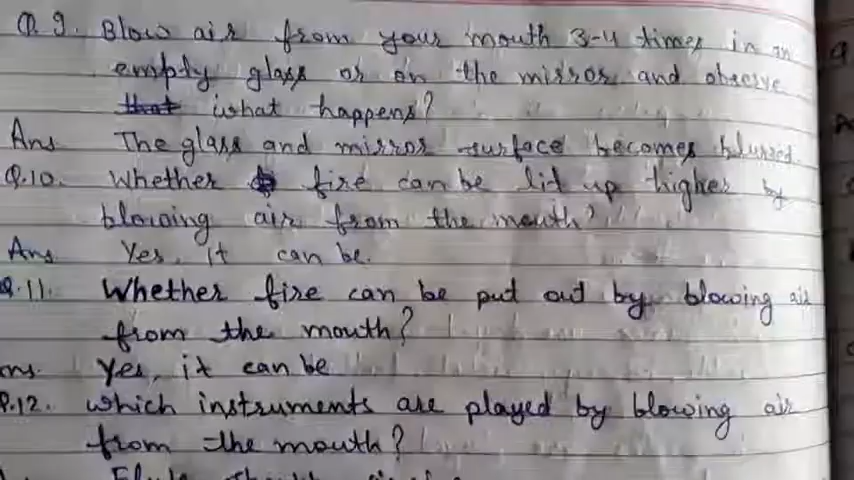 Q.9. Blow air from your mouth 3-4 times in an
empty glass or on the mirror and observe
that what happens?
Ans The glass and mirror surface becomes blurred.
Q.10. Whether fire can be lit up higher by
blowing air from the mouth?
Ans Yes, it can be.
Q.11. Whether fire can be put out by blowing air
from the mouth?
Ans. Yes, it can be
Q.12. which instruments are played by blowing air
from the mouth?
Flute